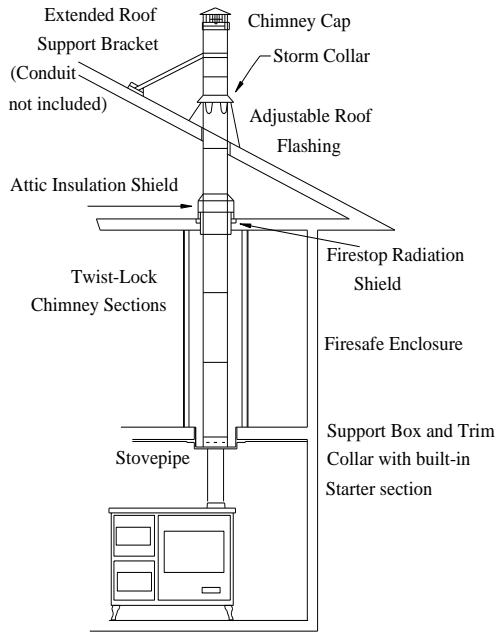 Extended Roof
Support Bracket
(Conduit
not included)
Chimney Cap
Storm Collar
Adjustable Roof
Flashing
Attic Insulation Shield
Firestop Radiation
Shield
Twist-Lock
Chimney Sections
Firesafe Enclosure
Support Box and Trim
Collar with built-in
Starter section
Stovepipe